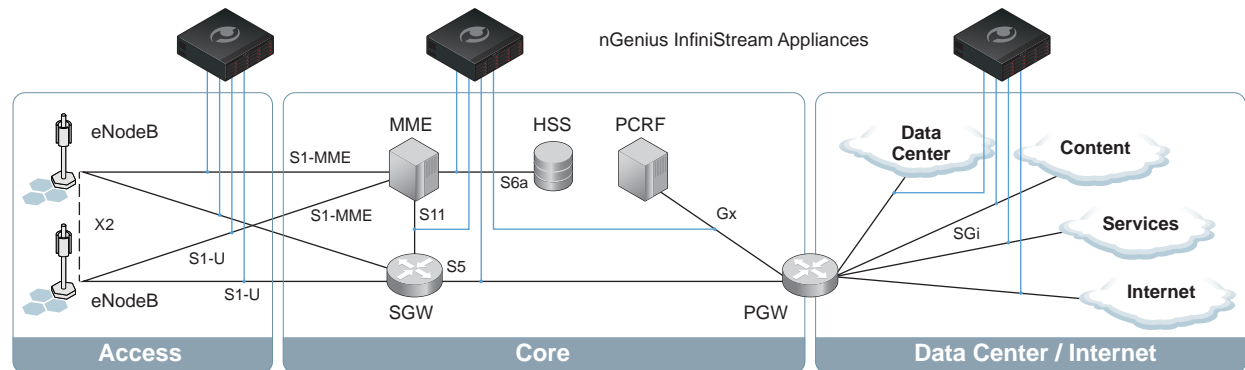 nGenius InfiniStream Appliances
eNodeB
MME
HSS
PCRF
Data
Center
Content
S1-MME
S6a
S1-MME
S11
X2
Gx
Services
SGi
S1-U
S5
S1-U
eNodeB
SGW
PGW
Internet
Access
Core
Data Center / Internet